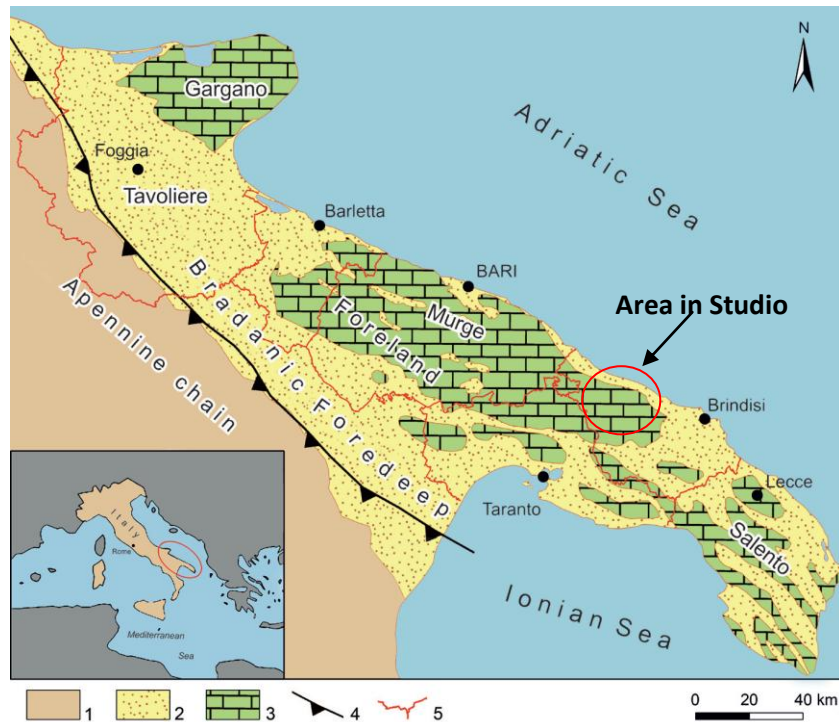 N
Gargano
Adriatic Sea
Foggia
Tavoliere
Barletta
BARI
Area in Studio
Murge
Foreland
Bradanic Foredeep
Apennine chain
Brindisi
Taranto
Lecce
Salento
Ionian Sea
Italy
Rome
Mediterranean
Sea
1 2 3 4 5
0 20 40 km